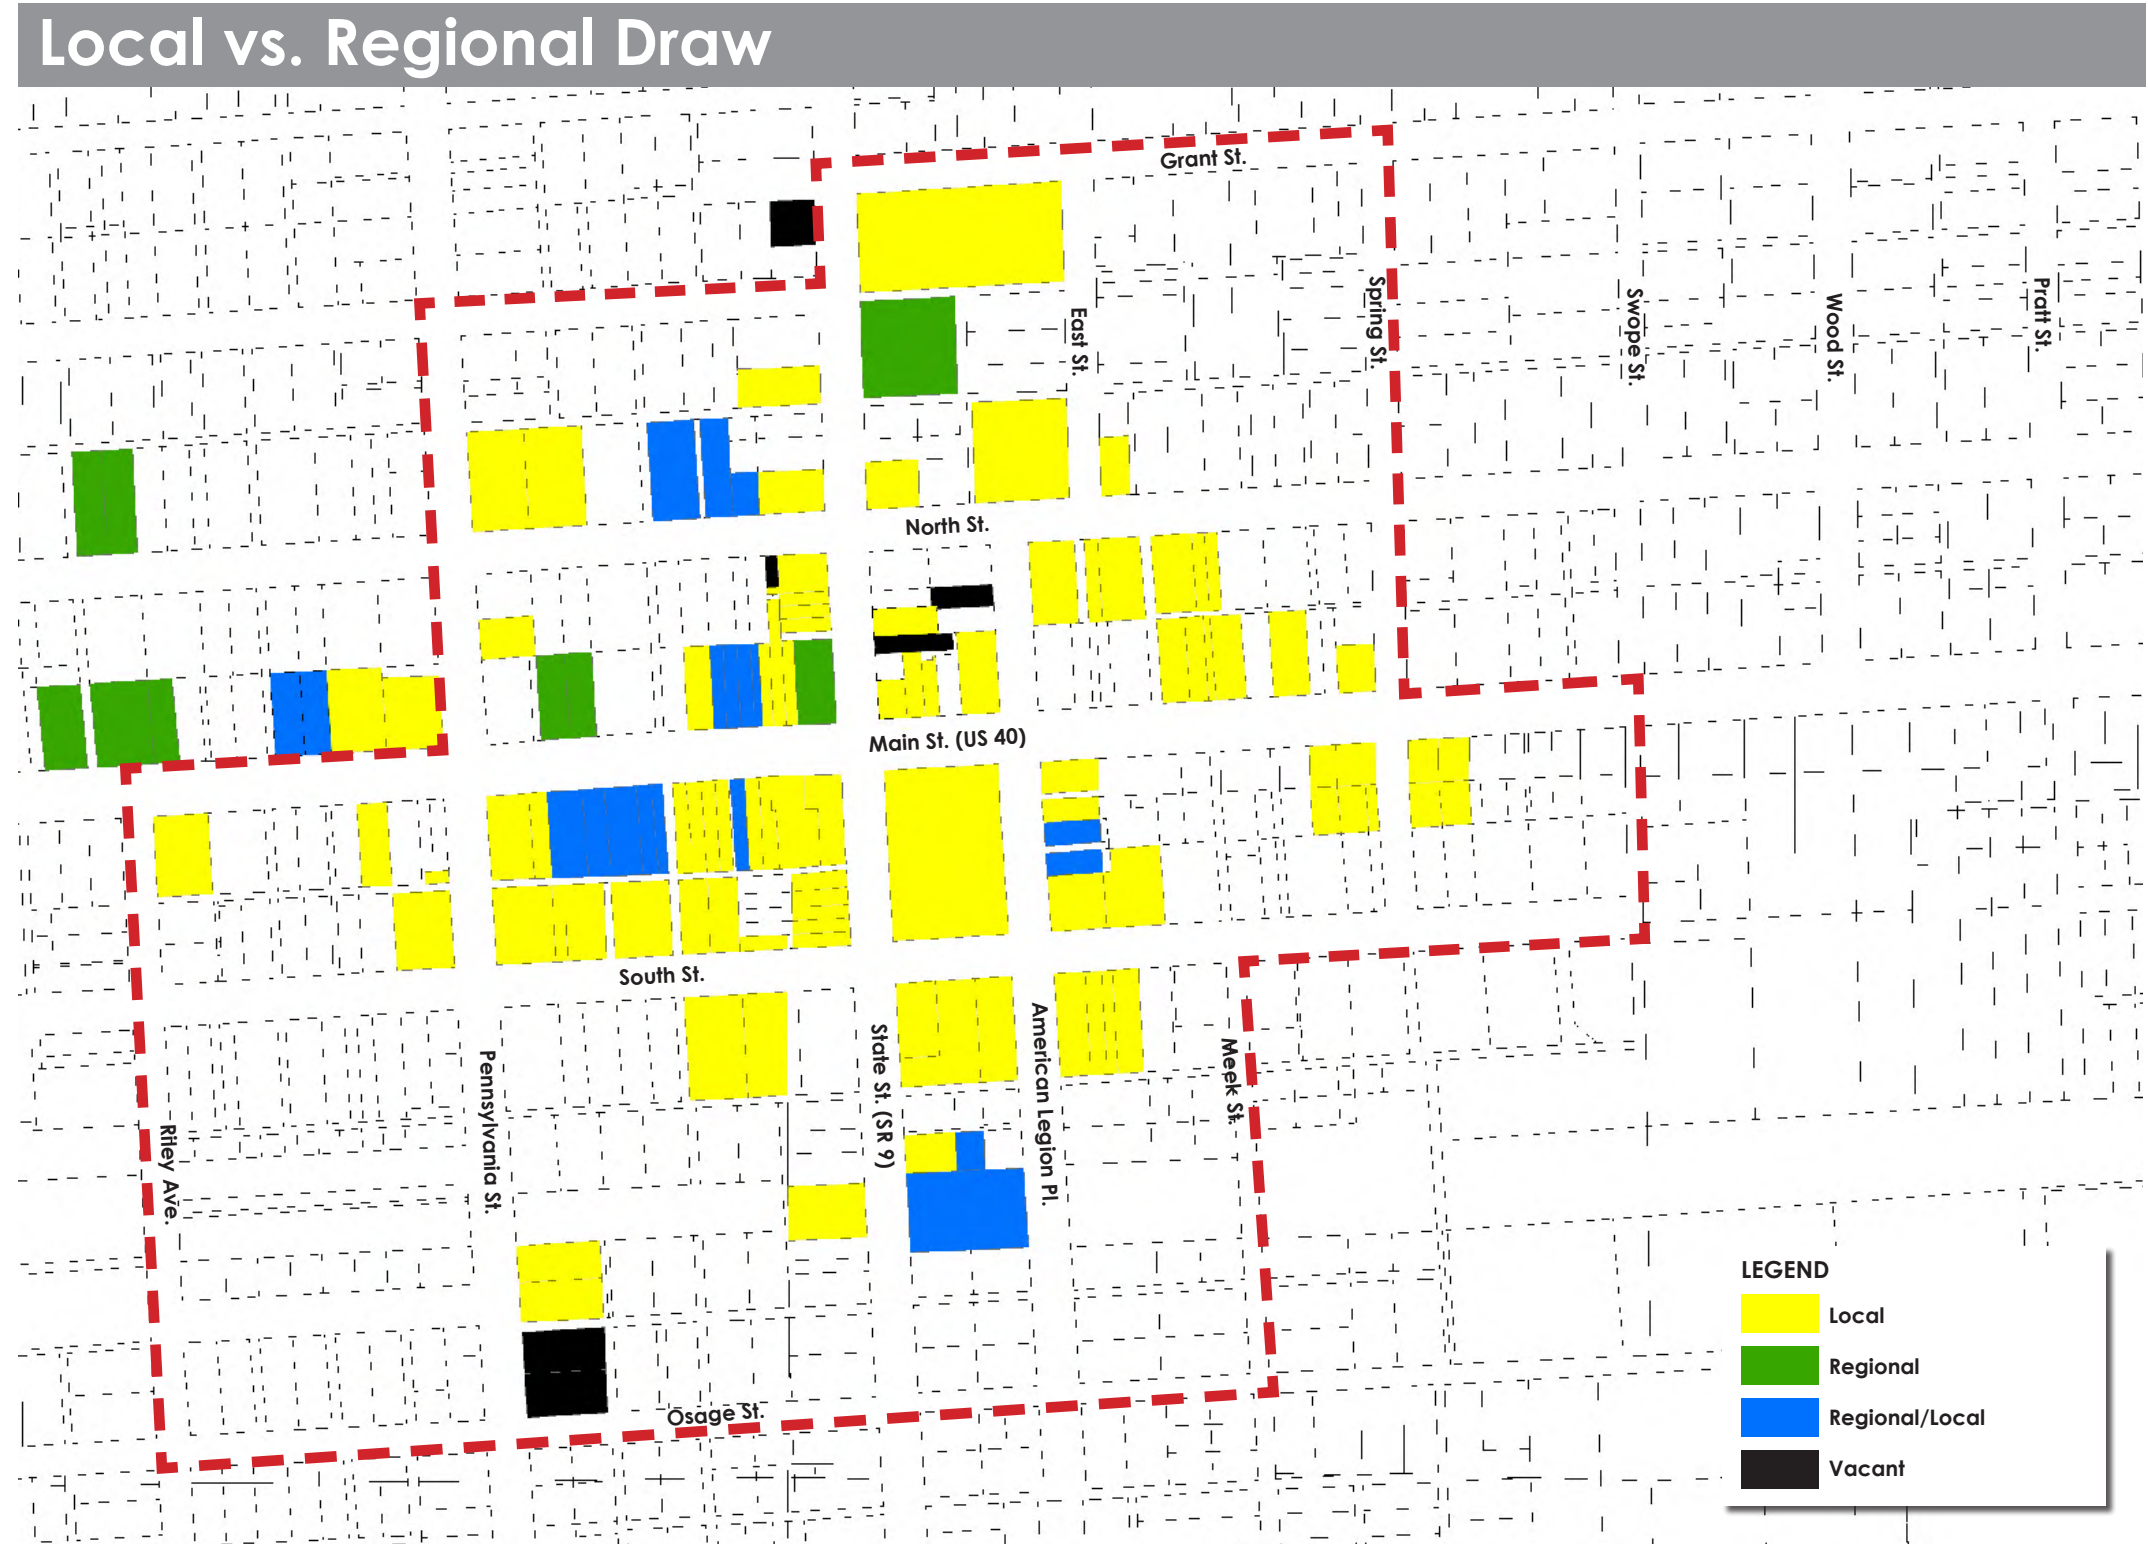 Local vs. Regional Draw
Grant St.
East St.
Spring St.
Swope St.
Wood St.
Pratt St.
North St.
Main St. (US 40)
South St.
Riley Ave.
Pennsylvania St.
State St. (SR 9)
American Legion Pl.
Meek St.
Osage St.
LEGEND
Local
Regional
Regional/Local
Vacant